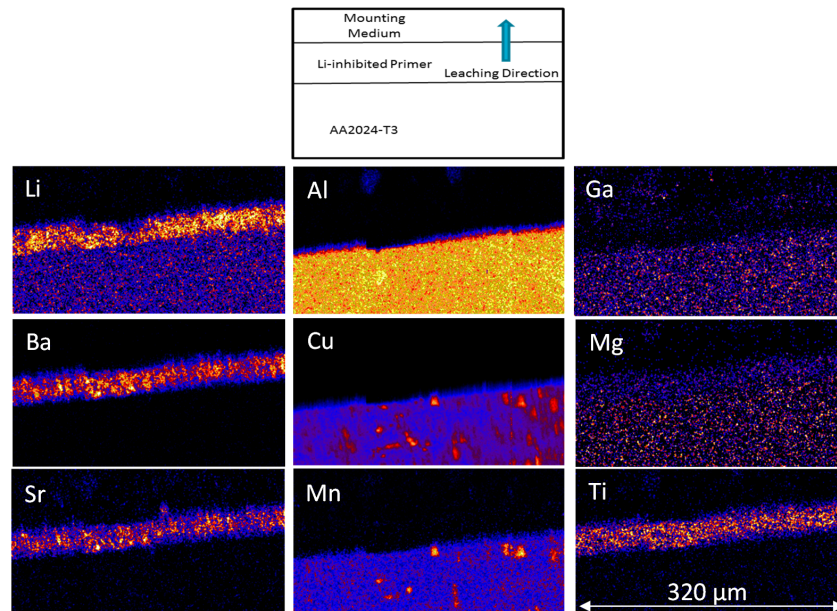 Mounting
Medium
Li-inhibited Primer
Leaching Direction
AA2024-T3
Li
Al
Ga
Ba
Cu
Mg
Sr
Mn
Ti
320 µm